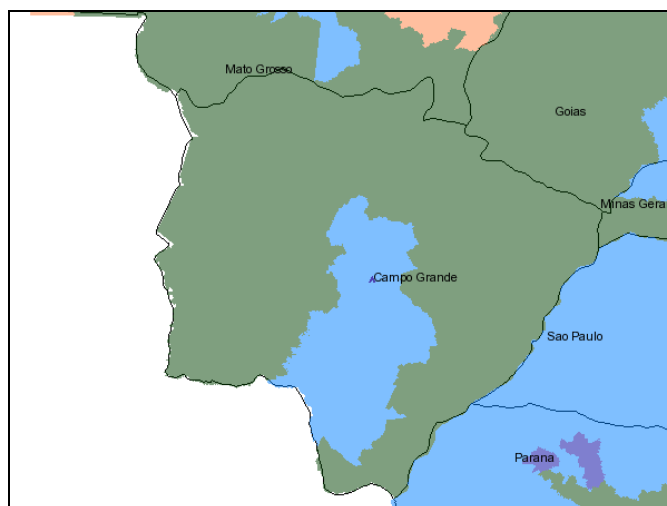 Mato Grosso
Goias
Minas Gera
Campo Grande
Sao Paulo
Parana